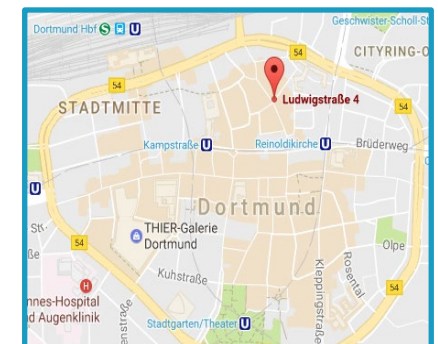 Geschwister-Scholl-St
Dortmund Hbf S U
54
CITYRING-O
54
Ludwigstraße 4
54
STADTMITTE
Kampstraße U
Reinoldikirche U
Brüderweg
U
Dortmund
THIER-Galerie
Dortmund
54
Olpe
Kuhstraße
Rosental
Kleppingstraße
54
H
nnes-Hospital
d Augenklinik
enstraße
Stadtgarten/Theater U